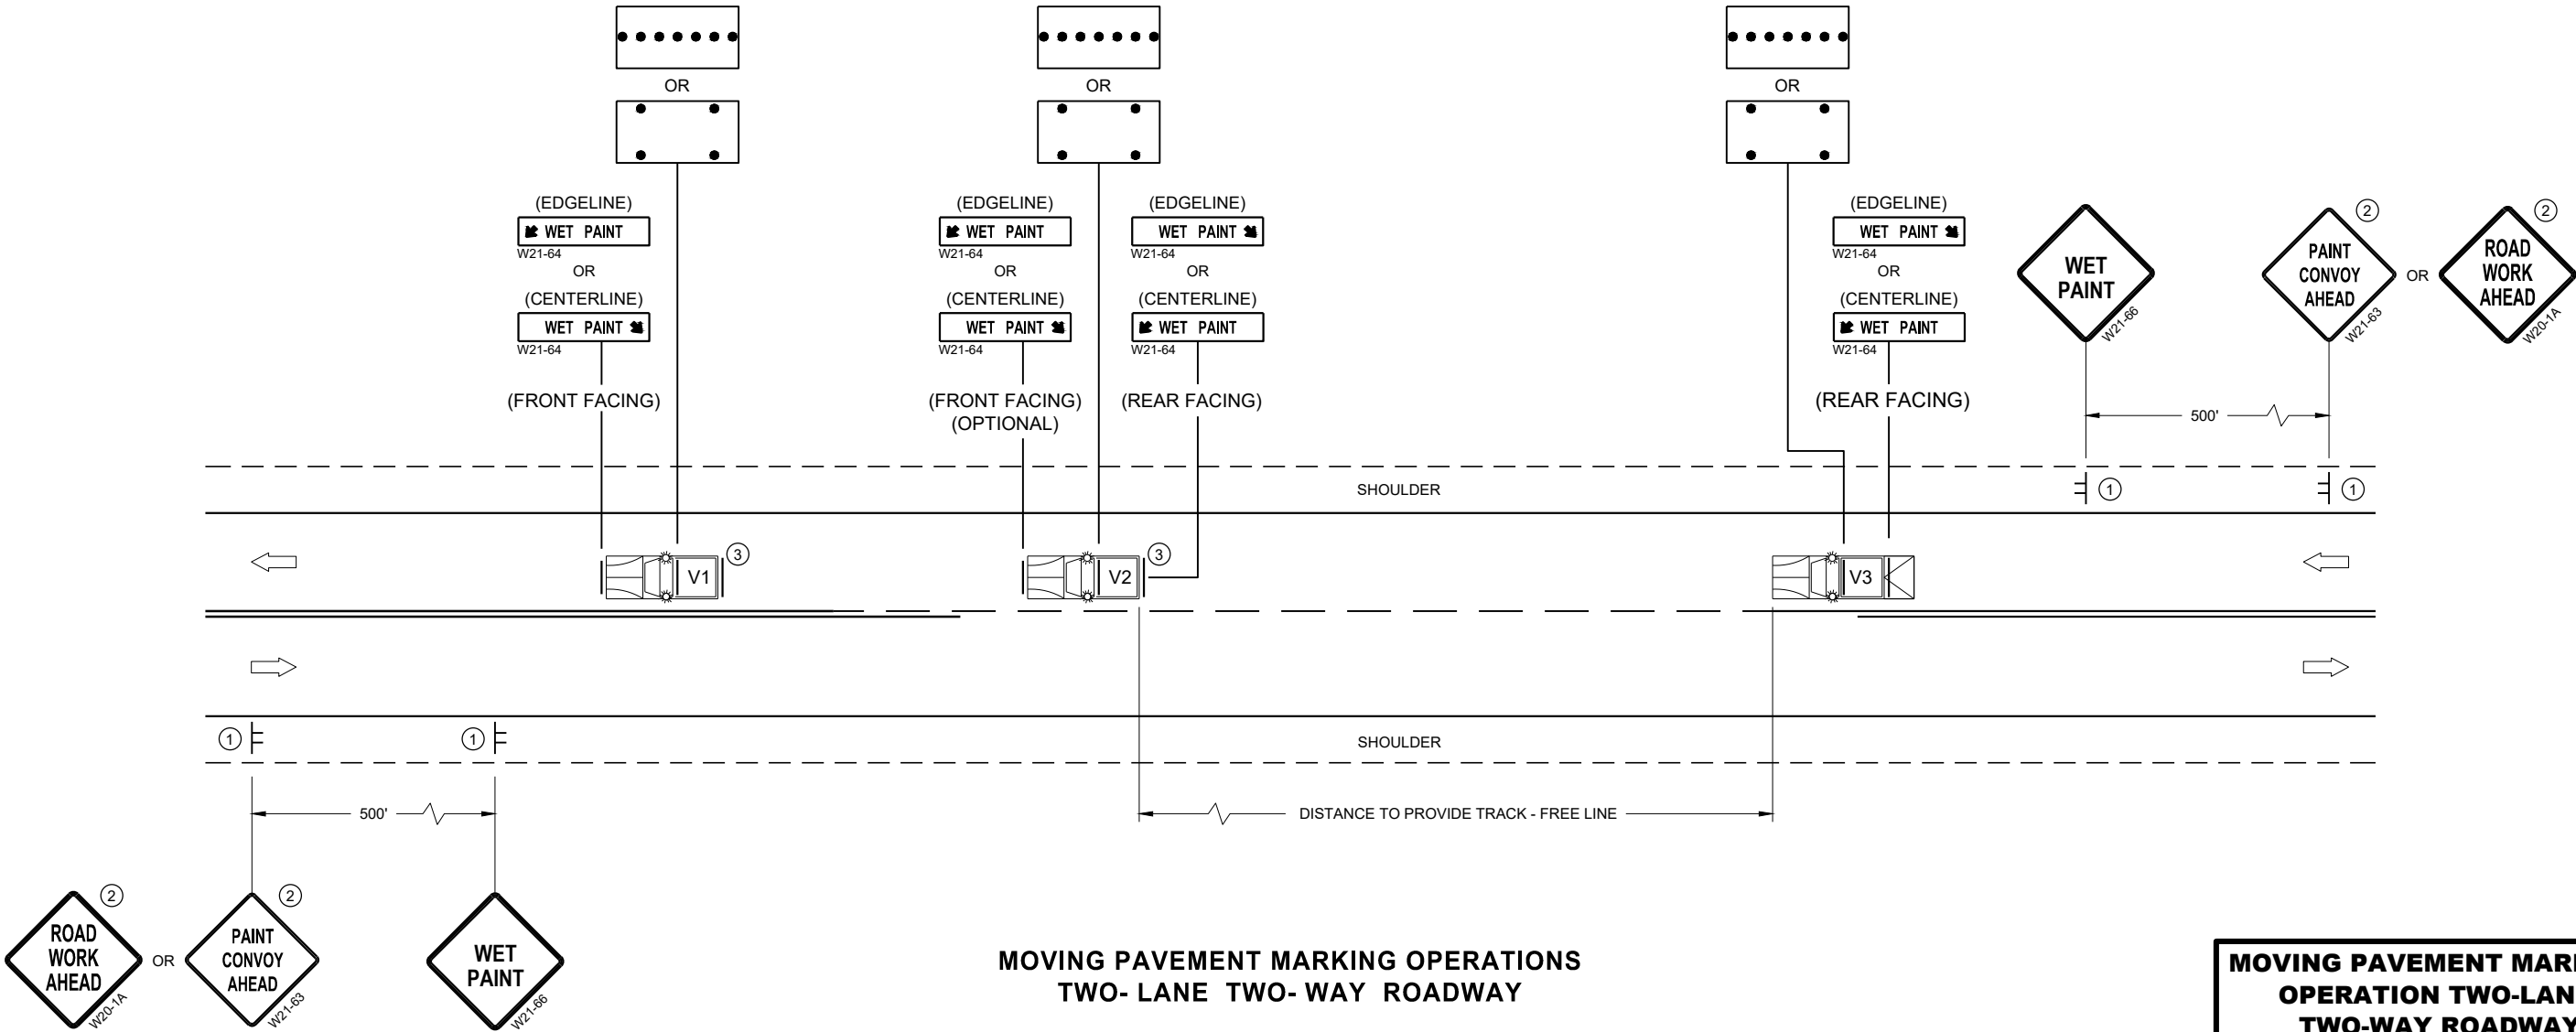 OR
OR
OR
(EDGELINE)
WET PAINT
W21-64
OR
(CENTERLINE)
WET PAINT
W21-64
(FRONT FACING)
(EDGELINE)
WET PAINT
W21-64
OR
(CENTERLINE)
WET PAINT
W21-64
(FRONT FACING)
(OPTIONAL)
(EDGELINE)
WET PAINT
W21-64
OR
(CENTERLINE)
WET PAINT
W21-64
(REAR FACING)
(EDGELINE)
WET PAINT
W21-64
OR
(CENTERLINE)
WET PAINT
W21-64
(REAR FACING)
WET
PAINT
W21-66
2
PAINT
CONVOY
AHEAD
W21-63
OR
2
ROAD
WORK
AHEAD
W20-1A
500'
SHOULDER
1
1
V1
3
V2
3
V3
1
1
SHOULDER
500'
DISTANCE TO PROVIDE TRACK - FREE LINE
2
ROAD
WORK
AHEAD
W20-1A
OR
2
PAINT
CONVOY
AHEAD
W21-63
WET
PAINT
W21-66
MOVING PAVEMENT MARKING OPERATIONS
TWO- LANE TWO- WAY ROADWAY
MOVING PAVEMENT
OPERATION
TWO-WAY ROADWAY